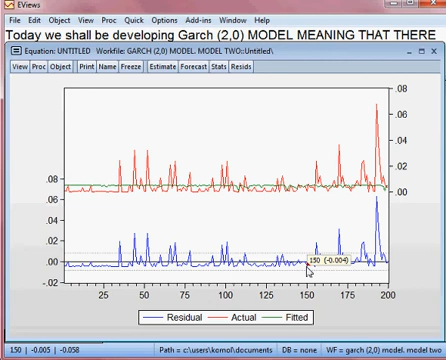 EViews
File Edit Object View Proc Quick Options Add-ins Window Help
Today we shall be developing Garch (2,0) MODEL MEANING THAT THERE
Equation: UNTITLED Workfile: GARCH (2,0) MODEL. MODEL TWO::Untitled\
View Proc Object Print Name Freeze Estimate Forecast Stats Resids
.08
.06
.04
.02
.00
.08
.06
.04
.02
.00
-.02
150 (-0.004)
25 50 75 100 125 150 175 200
Residual Actual Fitted
150 | -0.005 | -0.058 Path = c:\users\komol\documents DB = none WF = garch (2,0) model. model two